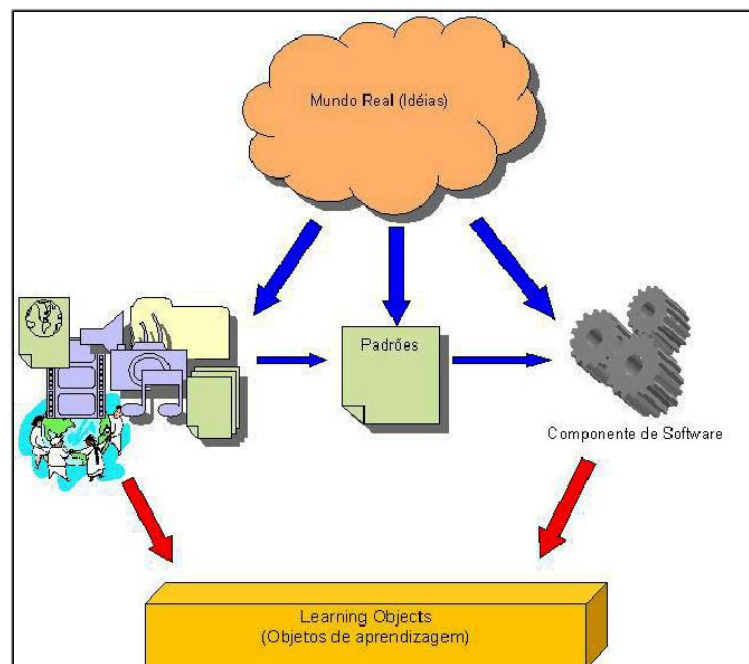 Mundo Real (Idéias)
Padrões
Componente de Software
Learning Objects
(Objetos de aprendizagem)